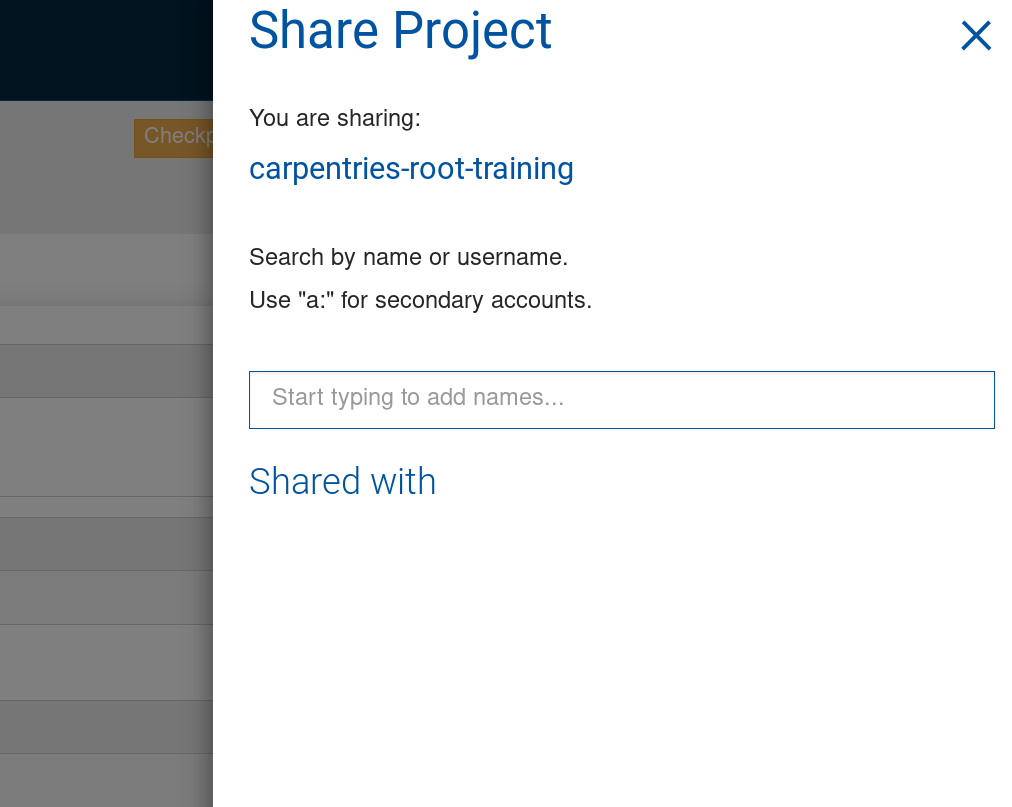 Share Project
Checkp
You are sharing:
carpentries-root-training
Search by name or username.
Use "a:" for secondary accounts.
Start typing to add names...
Shared with